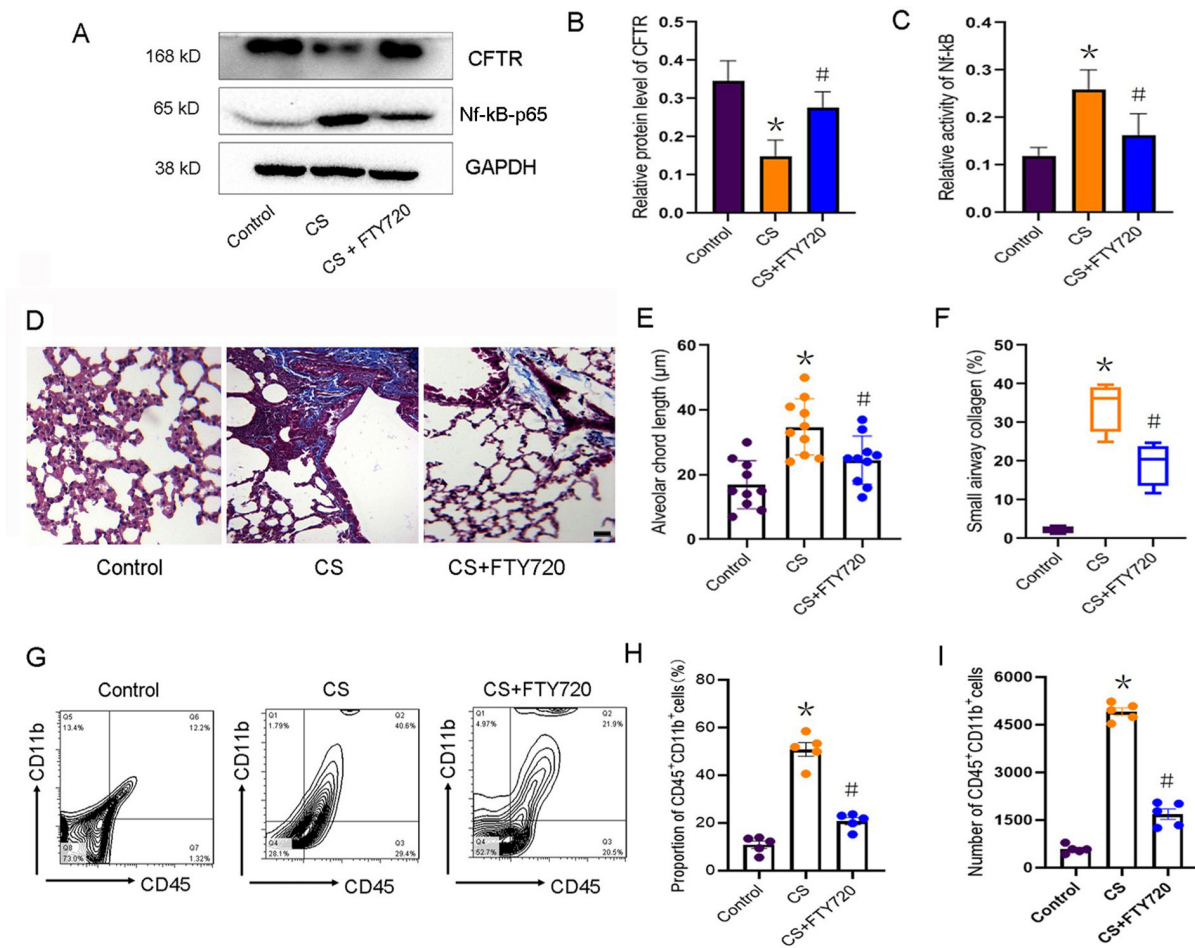 A
168 kD
CFTR
65 kD
Nf-kB-p65
38 kD
GAPDH
Control
CS
CS + FTY720
B
Relative protein level of CFTR
0.5
0.4
0.3
0.2
0.1
0.0
*
#
Control
CS
CS+FTY720
C
Relative activity of Nf-kB
0.6
0.4
0.2
0.1
0.0
*
#
Control
CS
CS+FTY720
D
Control
CS
CS+FTY720
E
Alveolar chord length (μm)
60
40
20
0
*
#
Control
CS
CS+FTY720
F
Small airway collagen (%)
50
40
30
20
10
0
*
#
Control
CS
CS+FTY720
G
Control
CD11b
Q5
13.4%
Q6
12.2%
Q8
73.0%
Q7
1.32%
CD45
CS
CD11b
Q1
1.79%
Q2
40.6%
Q4
28.1%
Q3
29.4%
CD45
CS+FTY720
CD11b
Q1
4.97%
Q2
21.9%
Q4
52.7%
Q3
20.5%
CD45
H
Proportion of CD45⁺CD11b⁺cells (%)
80
60
40
20
0
*
#
Control
CS
CS+FTY720
I
Number of CD45⁺CD11b⁺cells
6000
4500
3000
1500
0
*
#
Control
CS
CS+FTY720